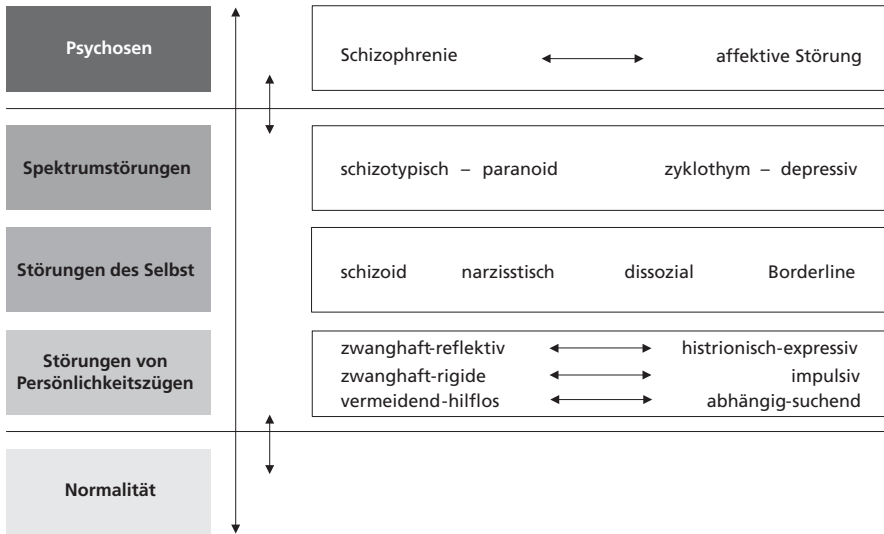 Psychosen
Schizophrenie affektive Störung
Spektrumstörungen
schizotypisch – paranoid zyklothym – depressiv
Störungen des Selbst
schizoid narzisstisch dissozial Borderline
Störungen von
Persönlichkeitszügen
zwanghaft-reflektiv histrionisch-expressiv
zwanghaft-rigide impulsiv
vermeidend-hilflos abhängig-suchend
Normalität